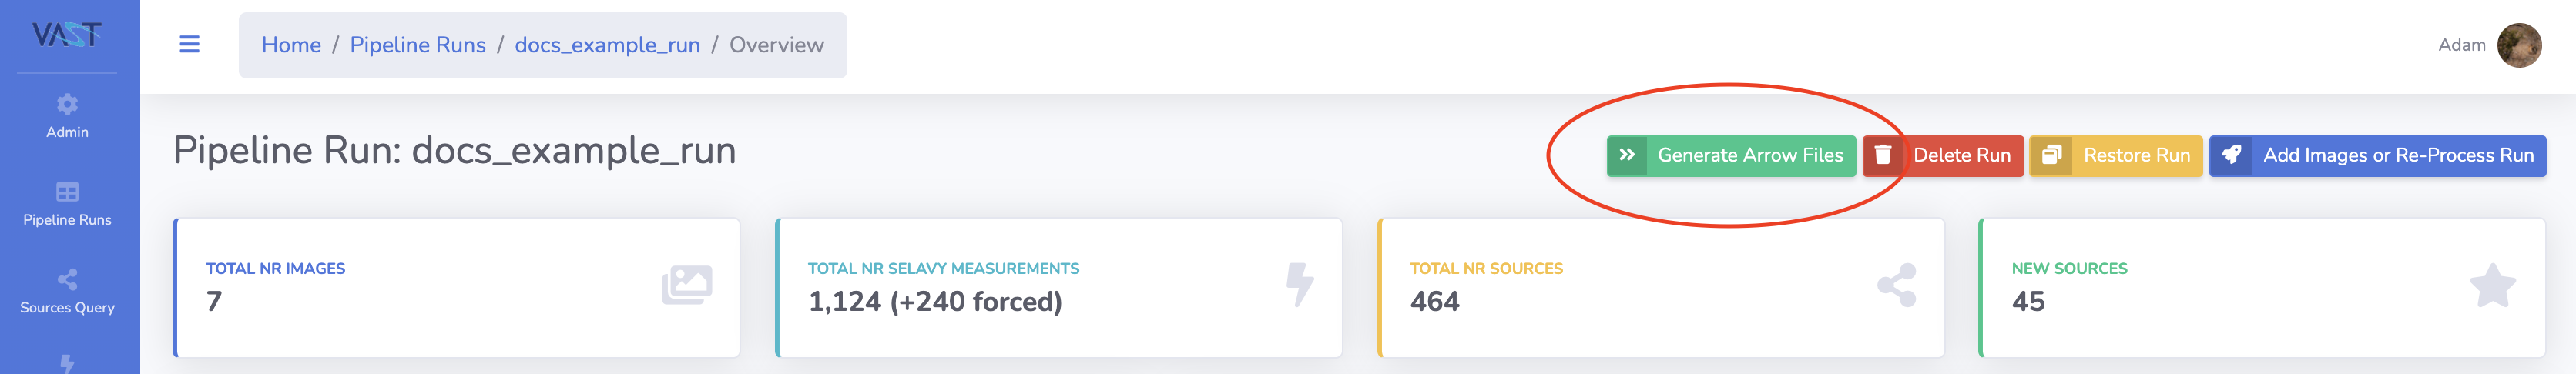 VAST
Home / Pipeline Runs / docs_example_run / Overview
Adam
Admin
Pipeline Runs
Sources Query
Pipeline Run: docs_example_run
Generate Arrow Files
Delete Run
Restore Run
Add Images or Re-Process Run
TOTAL NR IMAGES
7
TOTAL NR SELAVY MEASUREMENTS
1,124 (+240 forced)
TOTAL NR SOURCES
464
NEW SOURCES
45